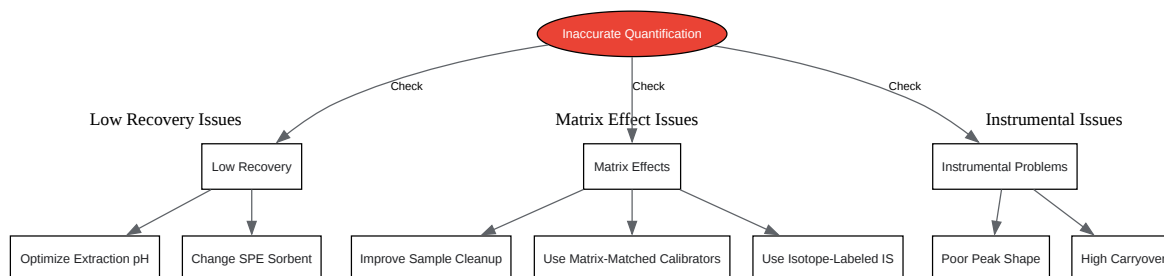 Inaccurate Quantification
Check
Check
Check
Low Recovery Issues
Matrix Effect Issues
Instrumental Issues
Low Recovery
Matrix Effects
Instrumental Problems
Optimize Extraction pH
Change SPE Sorbent
Improve Sample Cleanup
Use Matrix-Matched Calibrators
Use Isotope-Labeled IS
Poor Peak Shape
High Carryover